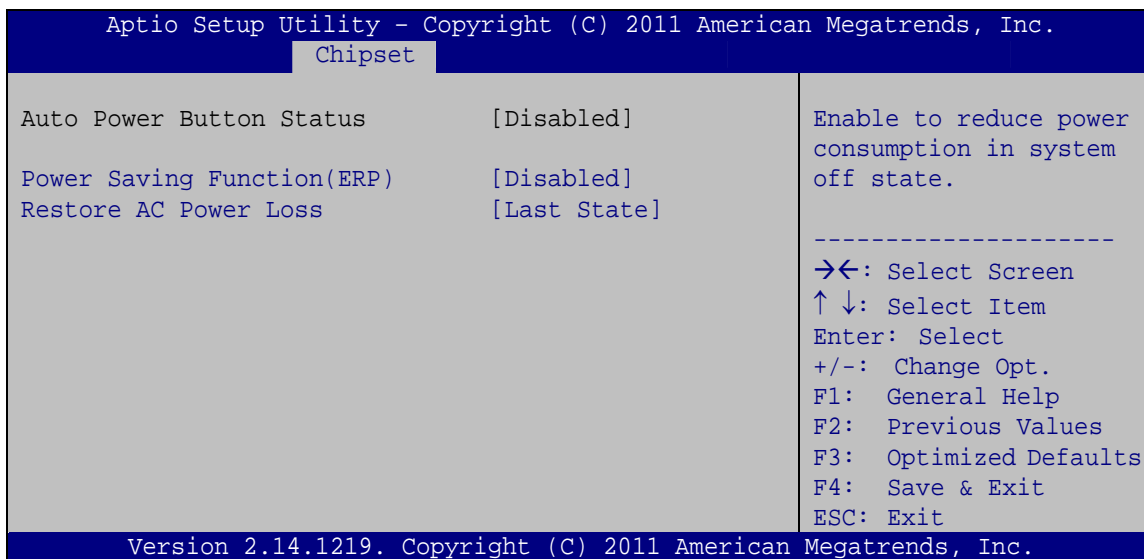 Aptio Setup Utility – Copyright (C) 2011 American Megatrends, Inc.
Chipset
Auto Power Button Status [Disabled]
Power Saving Function(ERP) [Disabled]
Restore AC Power Loss [Last State]
Enable to reduce power
consumption in system
off state.
---------------------
→←: Select Screen
↑ ↓: Select Item
Enter: Select
+/-: Change Opt.
F1: General Help
F2: Previous Values
F3: Optimized Defaults
F4: Save & Exit
ESC: Exit
Version 2.14.1219. Copyright (C) 2011 American Megatrends, Inc.